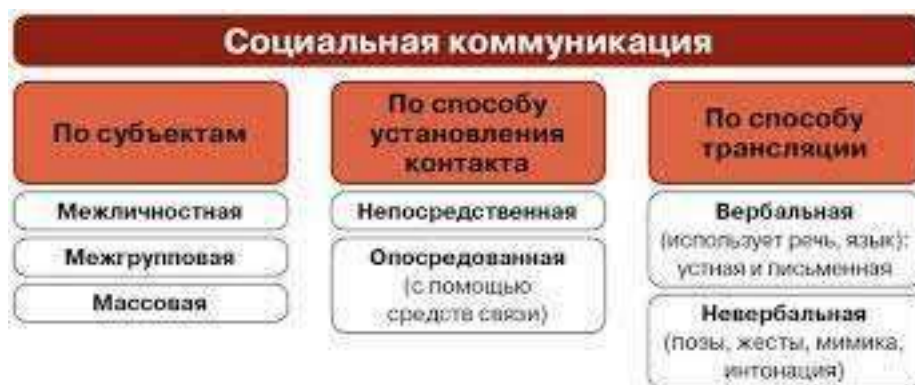 Социальная коммуникация
По субъектам
Межличностная
Межгрупповая
Массовая
По способу
установления
контакта
Непосредственная
Опосредованная
(с помощью
средств связи)
По способу
трансляции
Вербальная
(использует речь, язык):
устная и письменная
Невербальная
(позы, жесты, мимика,
интонация)